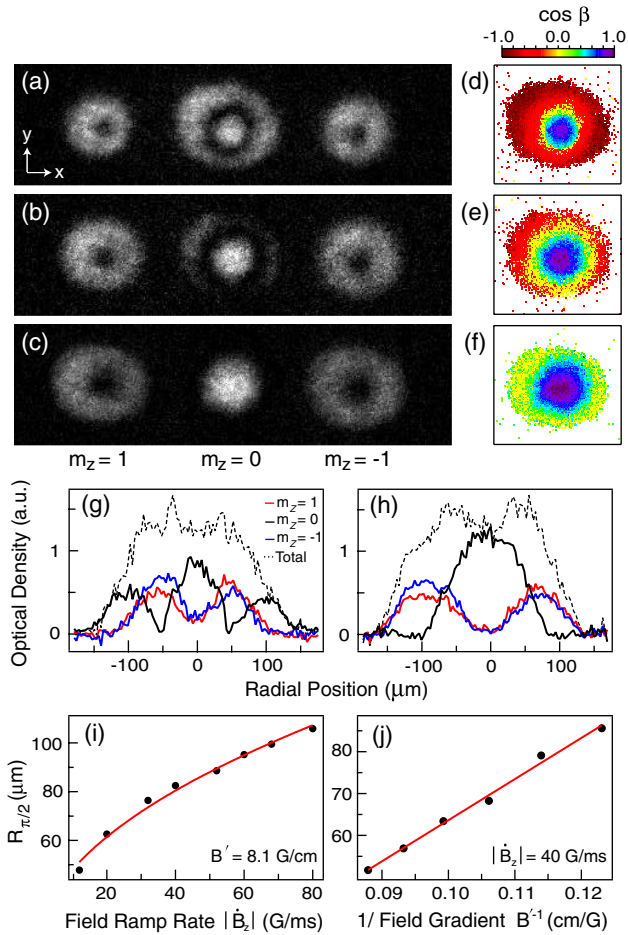 cos β
-1.0 0.0 1.0
(a)
(d)
y
x
(b)
(e)
(c)
(f)
m_z = 1 m_z = 0 m_z = -1
(g)
(h)
m_z = 1
m_z = 0
m_z = -1
Total
Optical Density (a.u.)
1
0
1
0
-100 0 100
-100 0 100
Radial Position (μm)
(i)
(j)
R_π/2 (μm)
100
80
60
80
70
60
50
B′ = 8.1 G/cm
|Ḃ_z| = 40 G/ms
20 40 60 80
0.09 0.10 0.11 0.12
Field Ramp Rate |Ḃ_z| (G/ms)
1/ Field Gradient B′⁻¹ (cm/G)